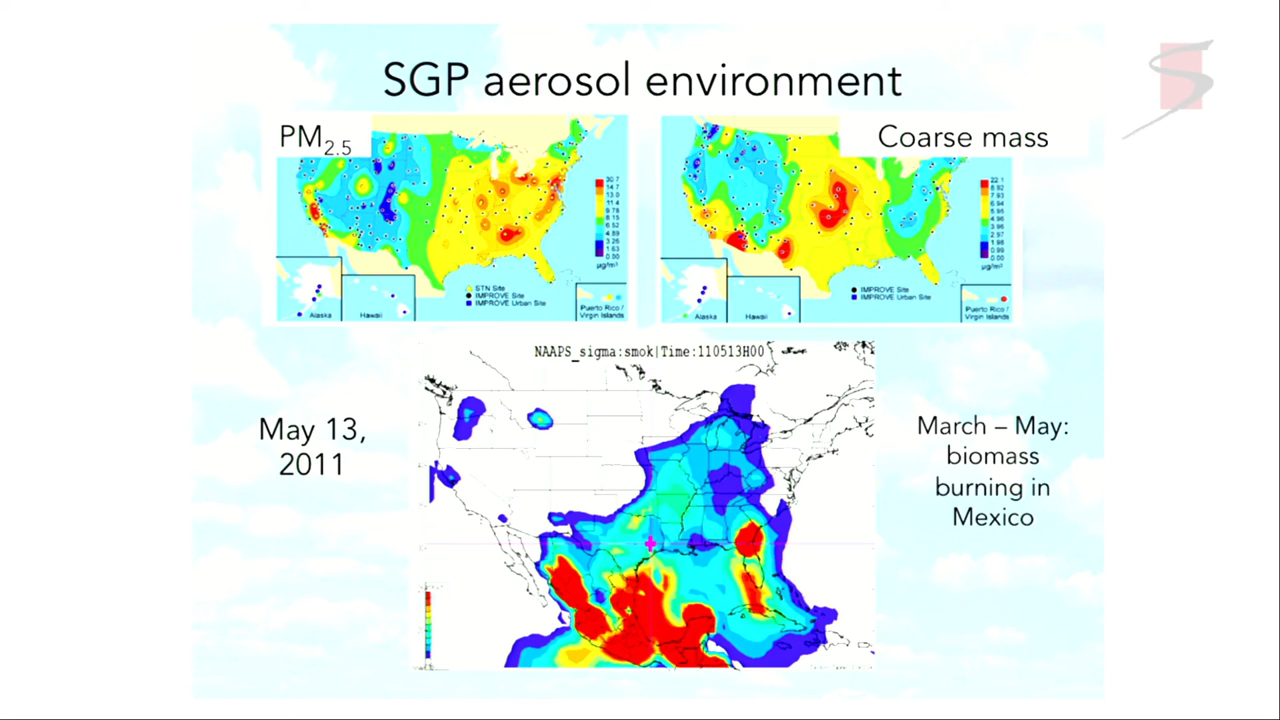 SGP aerosol environment
PM2.5
Coarse mass
30.7
14.7
13.0
11.4
9.78
8.15
6.52
4.89
3.26
1.63
0.00
µg/m³
STN Site
IMPROVE Site
IMPROVE Urban Site
Alaska
Hawaii
Puerto Rico /
Virgin Islands
22.1
8.92
7.93
6.94
5.95
4.96
3.96
2.97
1.98
0.99
0.00
µg/m³
IMPROVE Site
IMPROVE Urban Site
Alaska
Hawaii
Puerto Rico /
Virgin Islands
NAAPS_sigma:smok|Time:110513H00
May 13,
2011
March – May:
biomass
burning in
Mexico